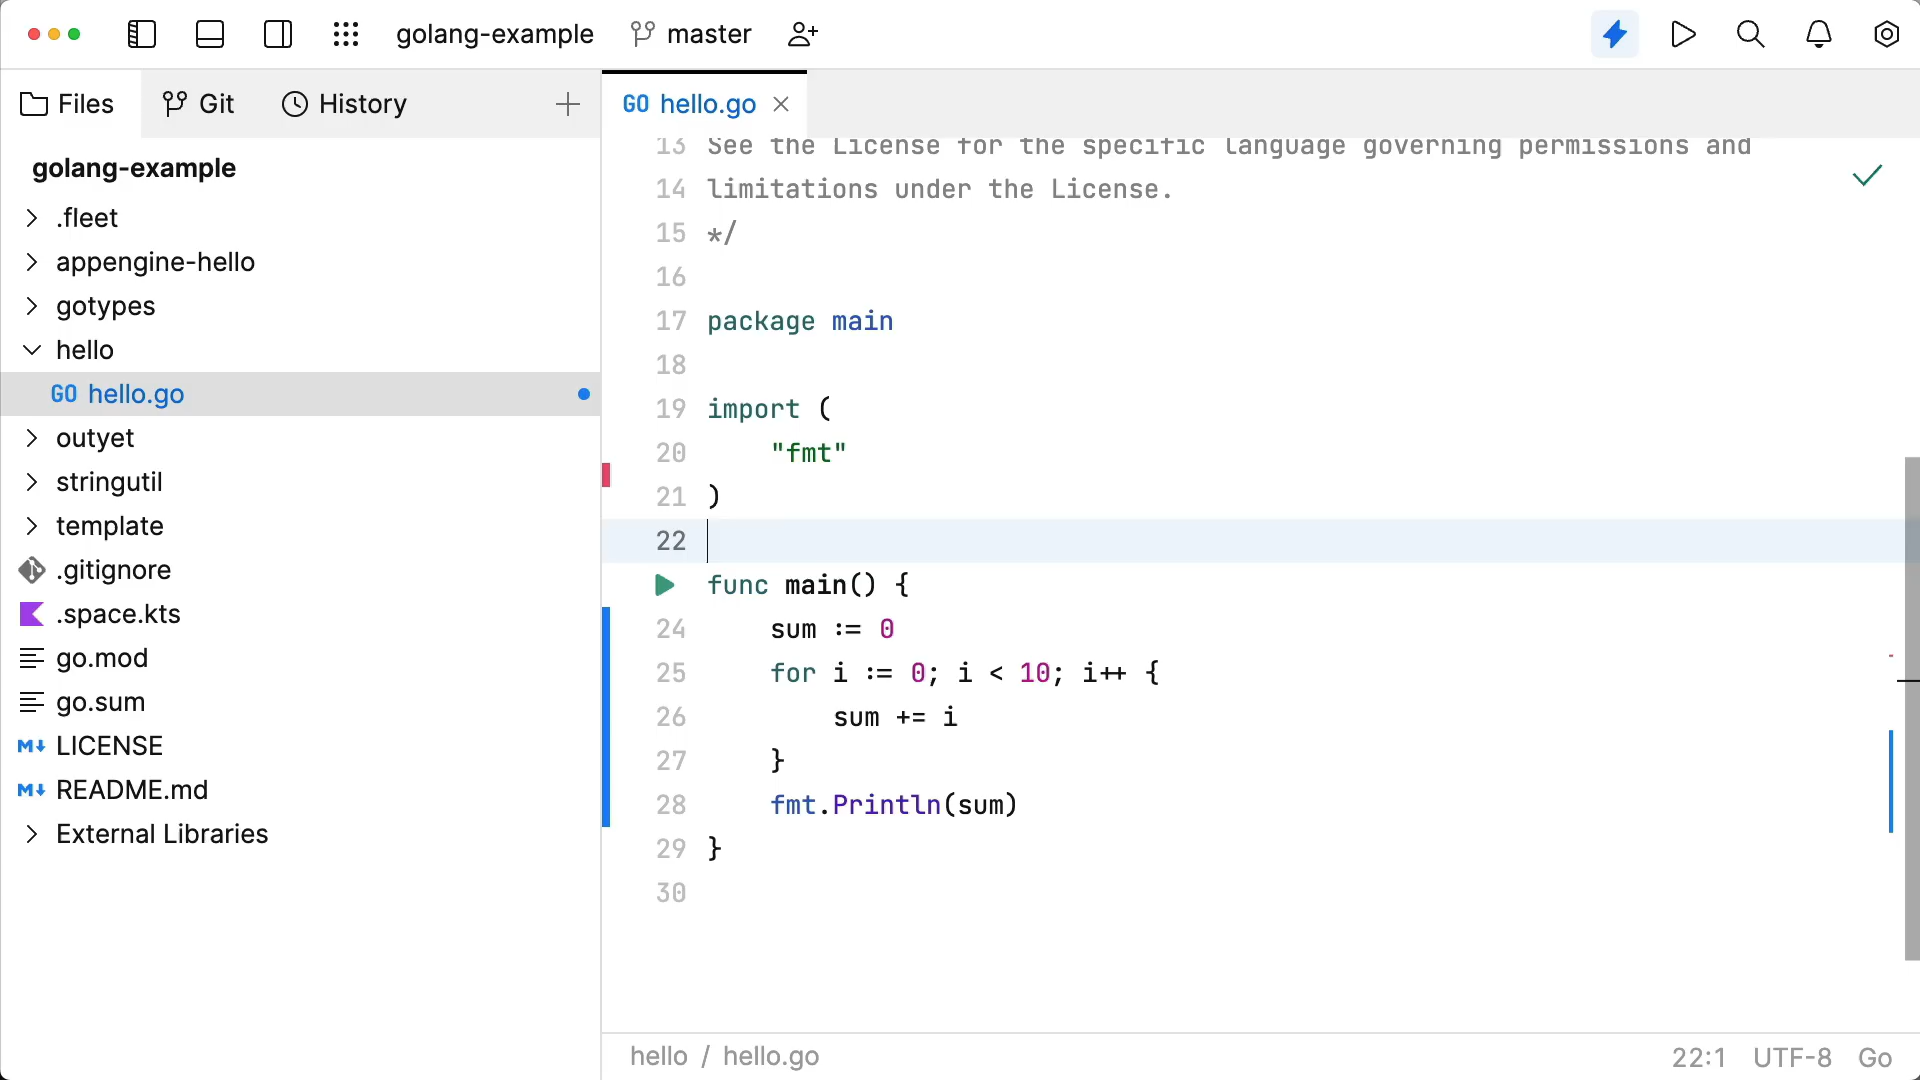 golang-example master
Files Git History
golang-example
.fleet
appengine-hello
gotypes
hello
GO hello.go
outyet
stringutil
template
.gitignore
.space.kts
go.mod
go.sum
M↓ LICENSE
M↓ README.md
External Libraries
GO hello.go
13 See the License for the specific language governing permissions and
14 limitations under the License.
15 */
16
17 package main
18
19 import (
20 "fmt"
21 )
22
func main() {
24 sum := 0
25 for i := 0; i < 10; i++ {
26 sum += i
27 }
28 fmt.Println(sum)
29 }
30
hello / hello.go
22:1 UTF-8 Go